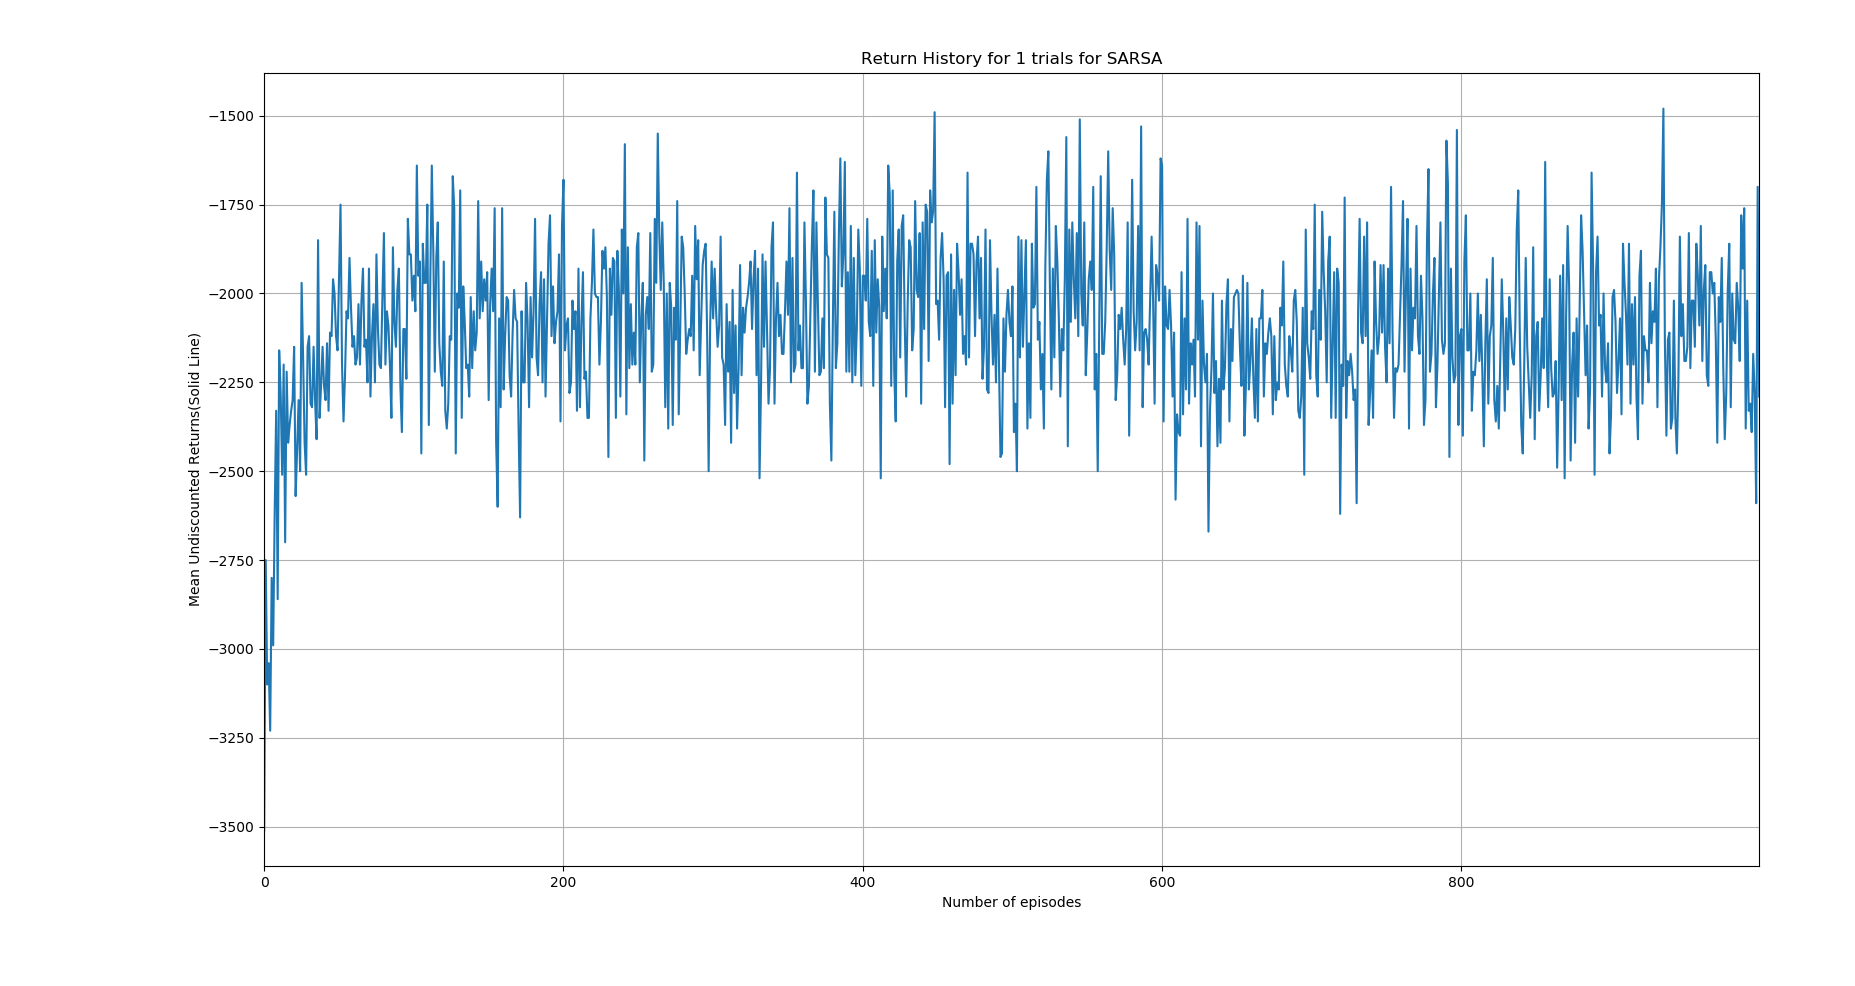 Return History for 1 trials for SARSA
−1500
−1750
−2000
−2250
−2500
−2750
−3000
−3250
−3500
Mean Undiscounted Returns(Solid Line)
0 200 400 600 800
Number of episodes